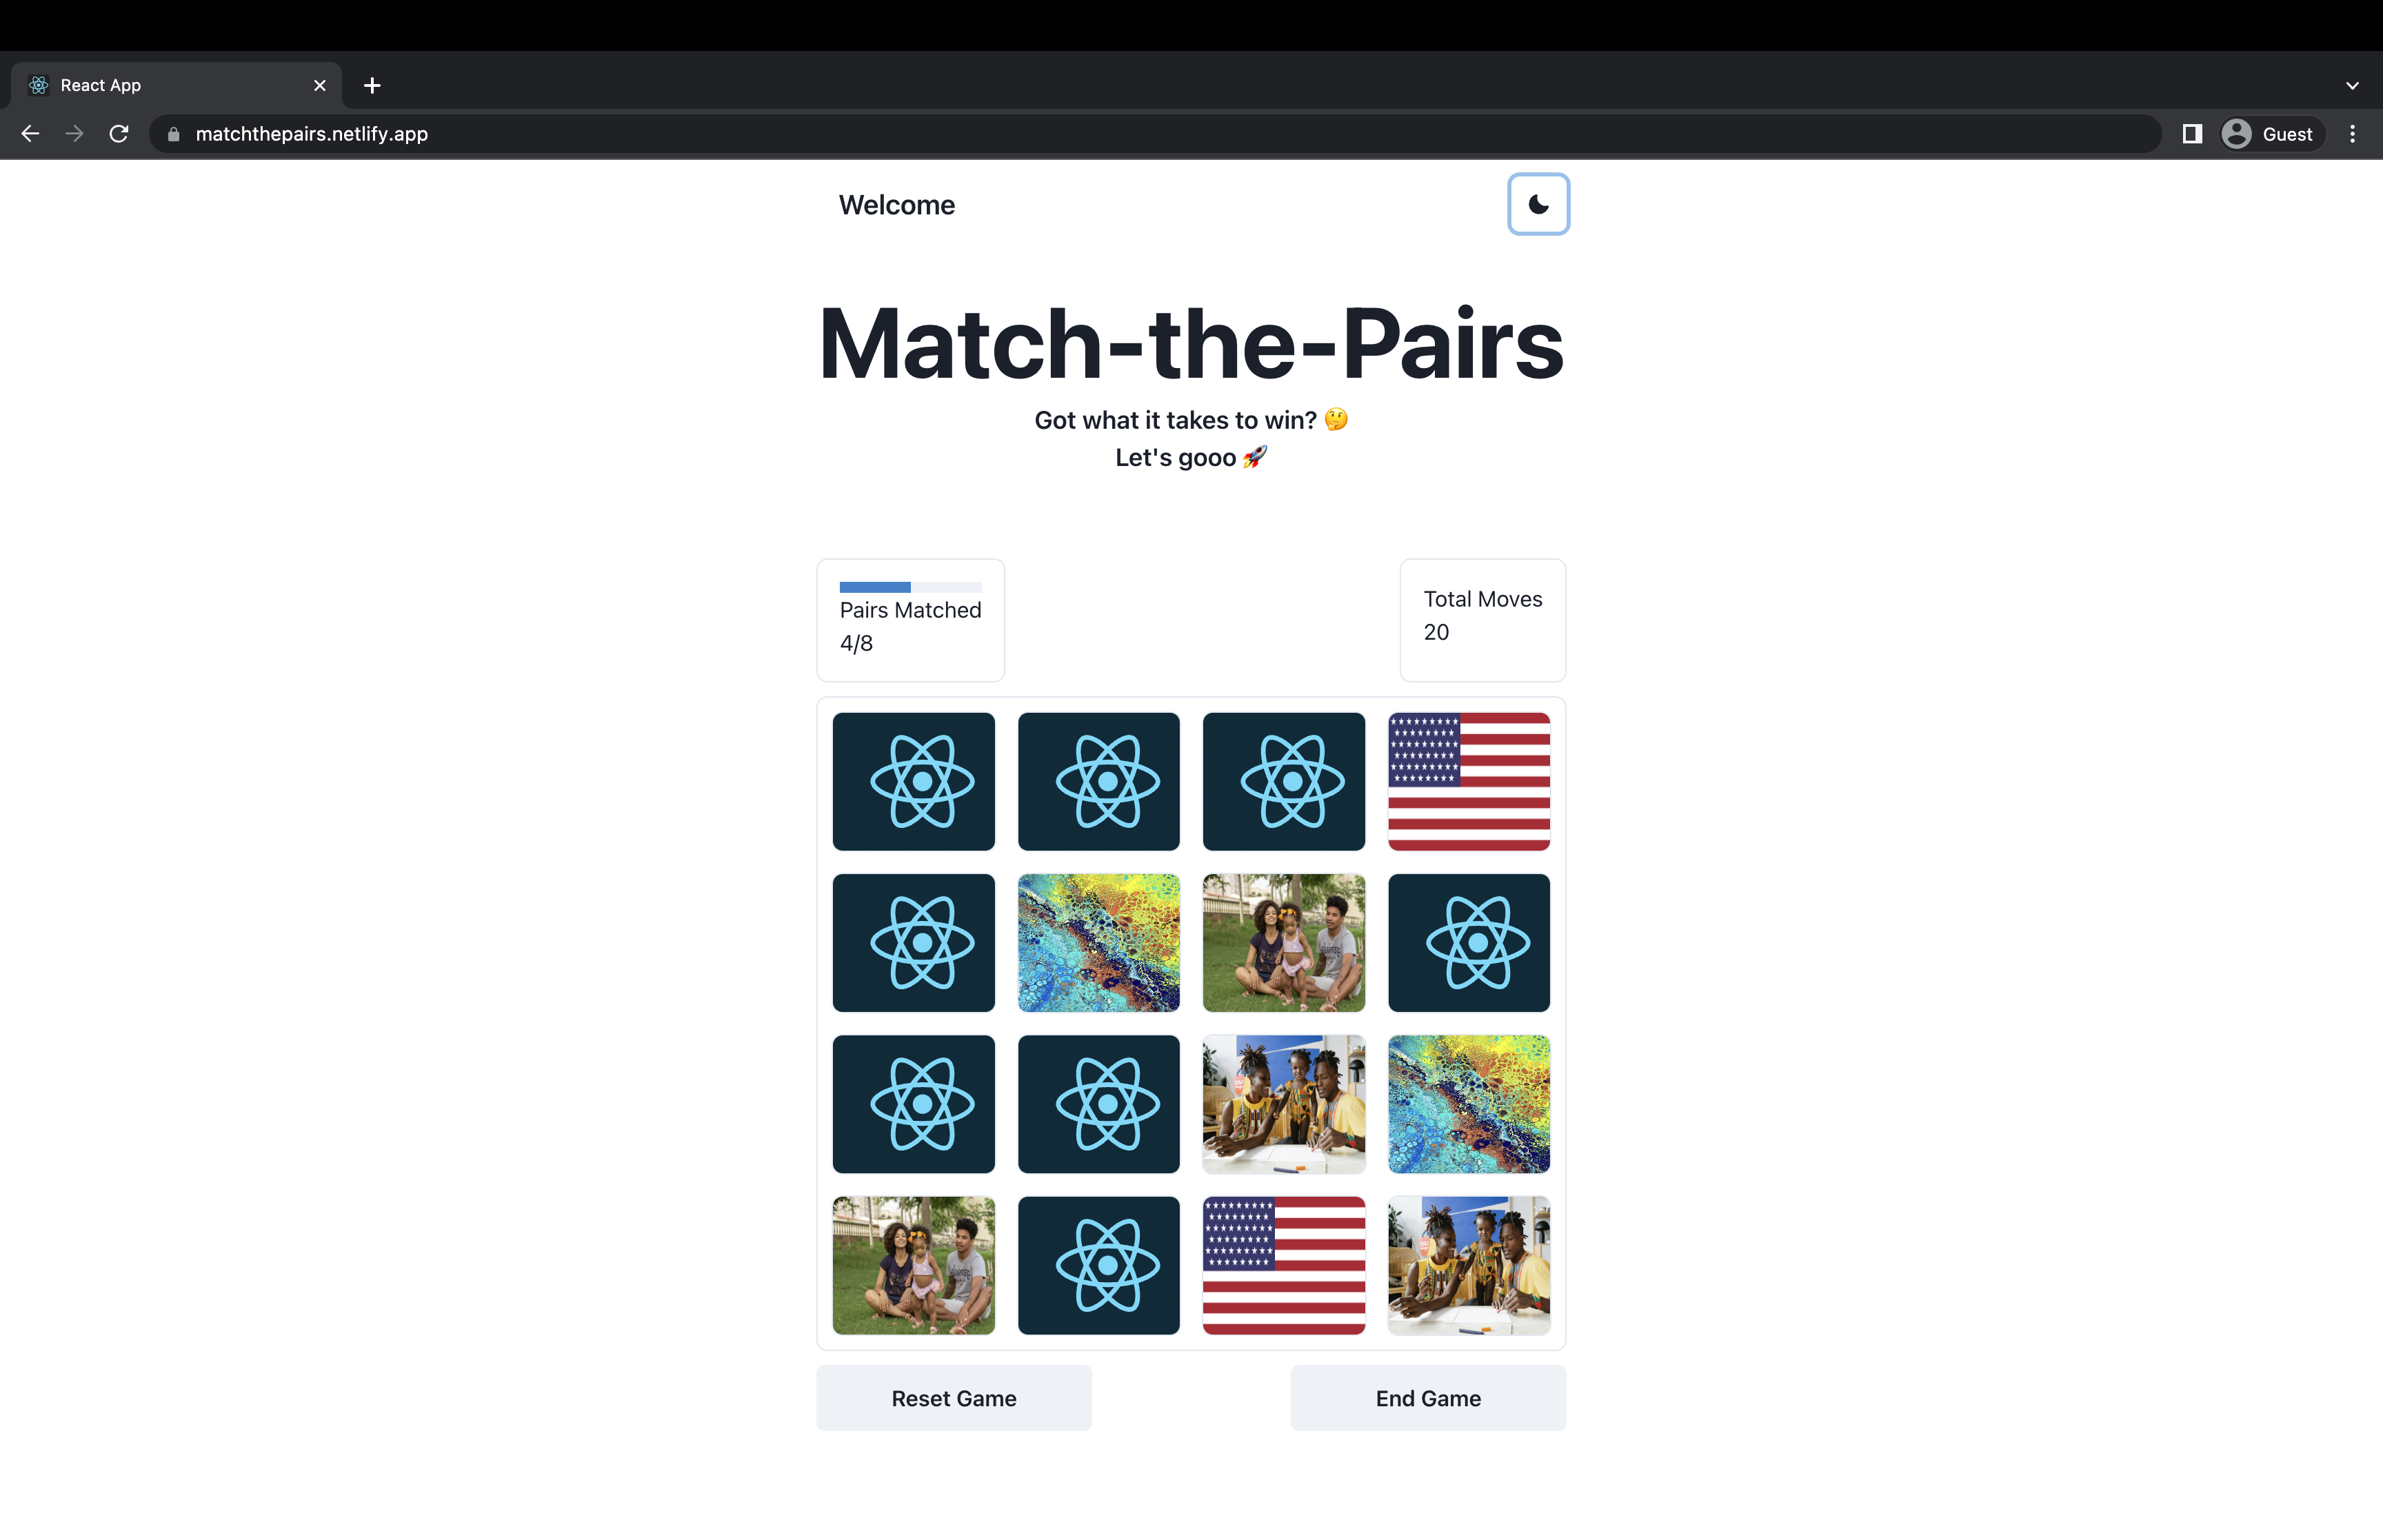 React App
matchthepairs.netlify.app
Guest
Welcome
Match-the-Pairs
Got what it takes to win? 🤔
Let's gooo 🚀
Pairs Matched
4/8
Total Moves
20
Reset Game
End Game